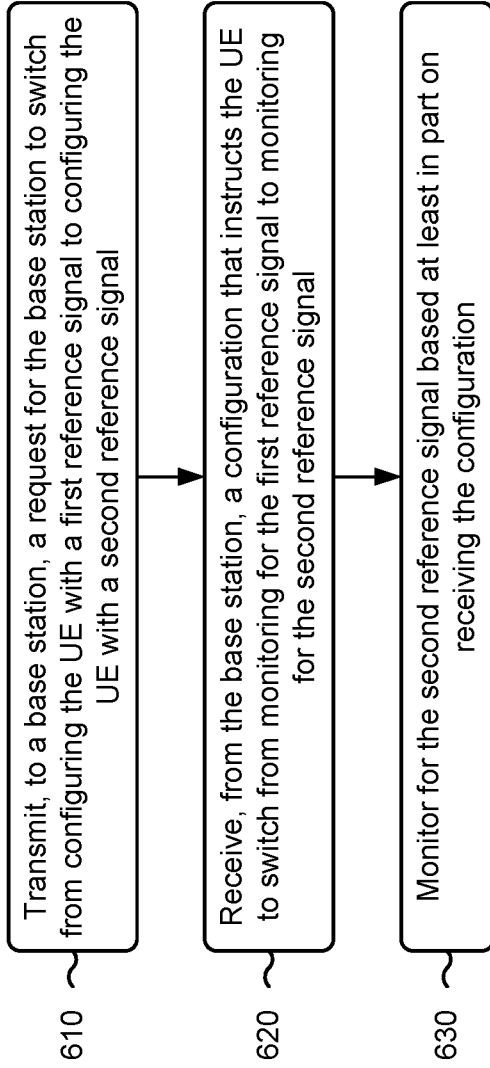 610
Transmit, to a base station, a request for the base station to switch
from configuring the UE with a first reference signal to configuring the
UE with a second reference signal
620
Receive, from the base station, a configuration that instructs the UE
to switch from monitoring for the first reference signal to monitoring
for the second reference signal
630
Monitor for the second reference signal based at least in part on
receiving the configuration